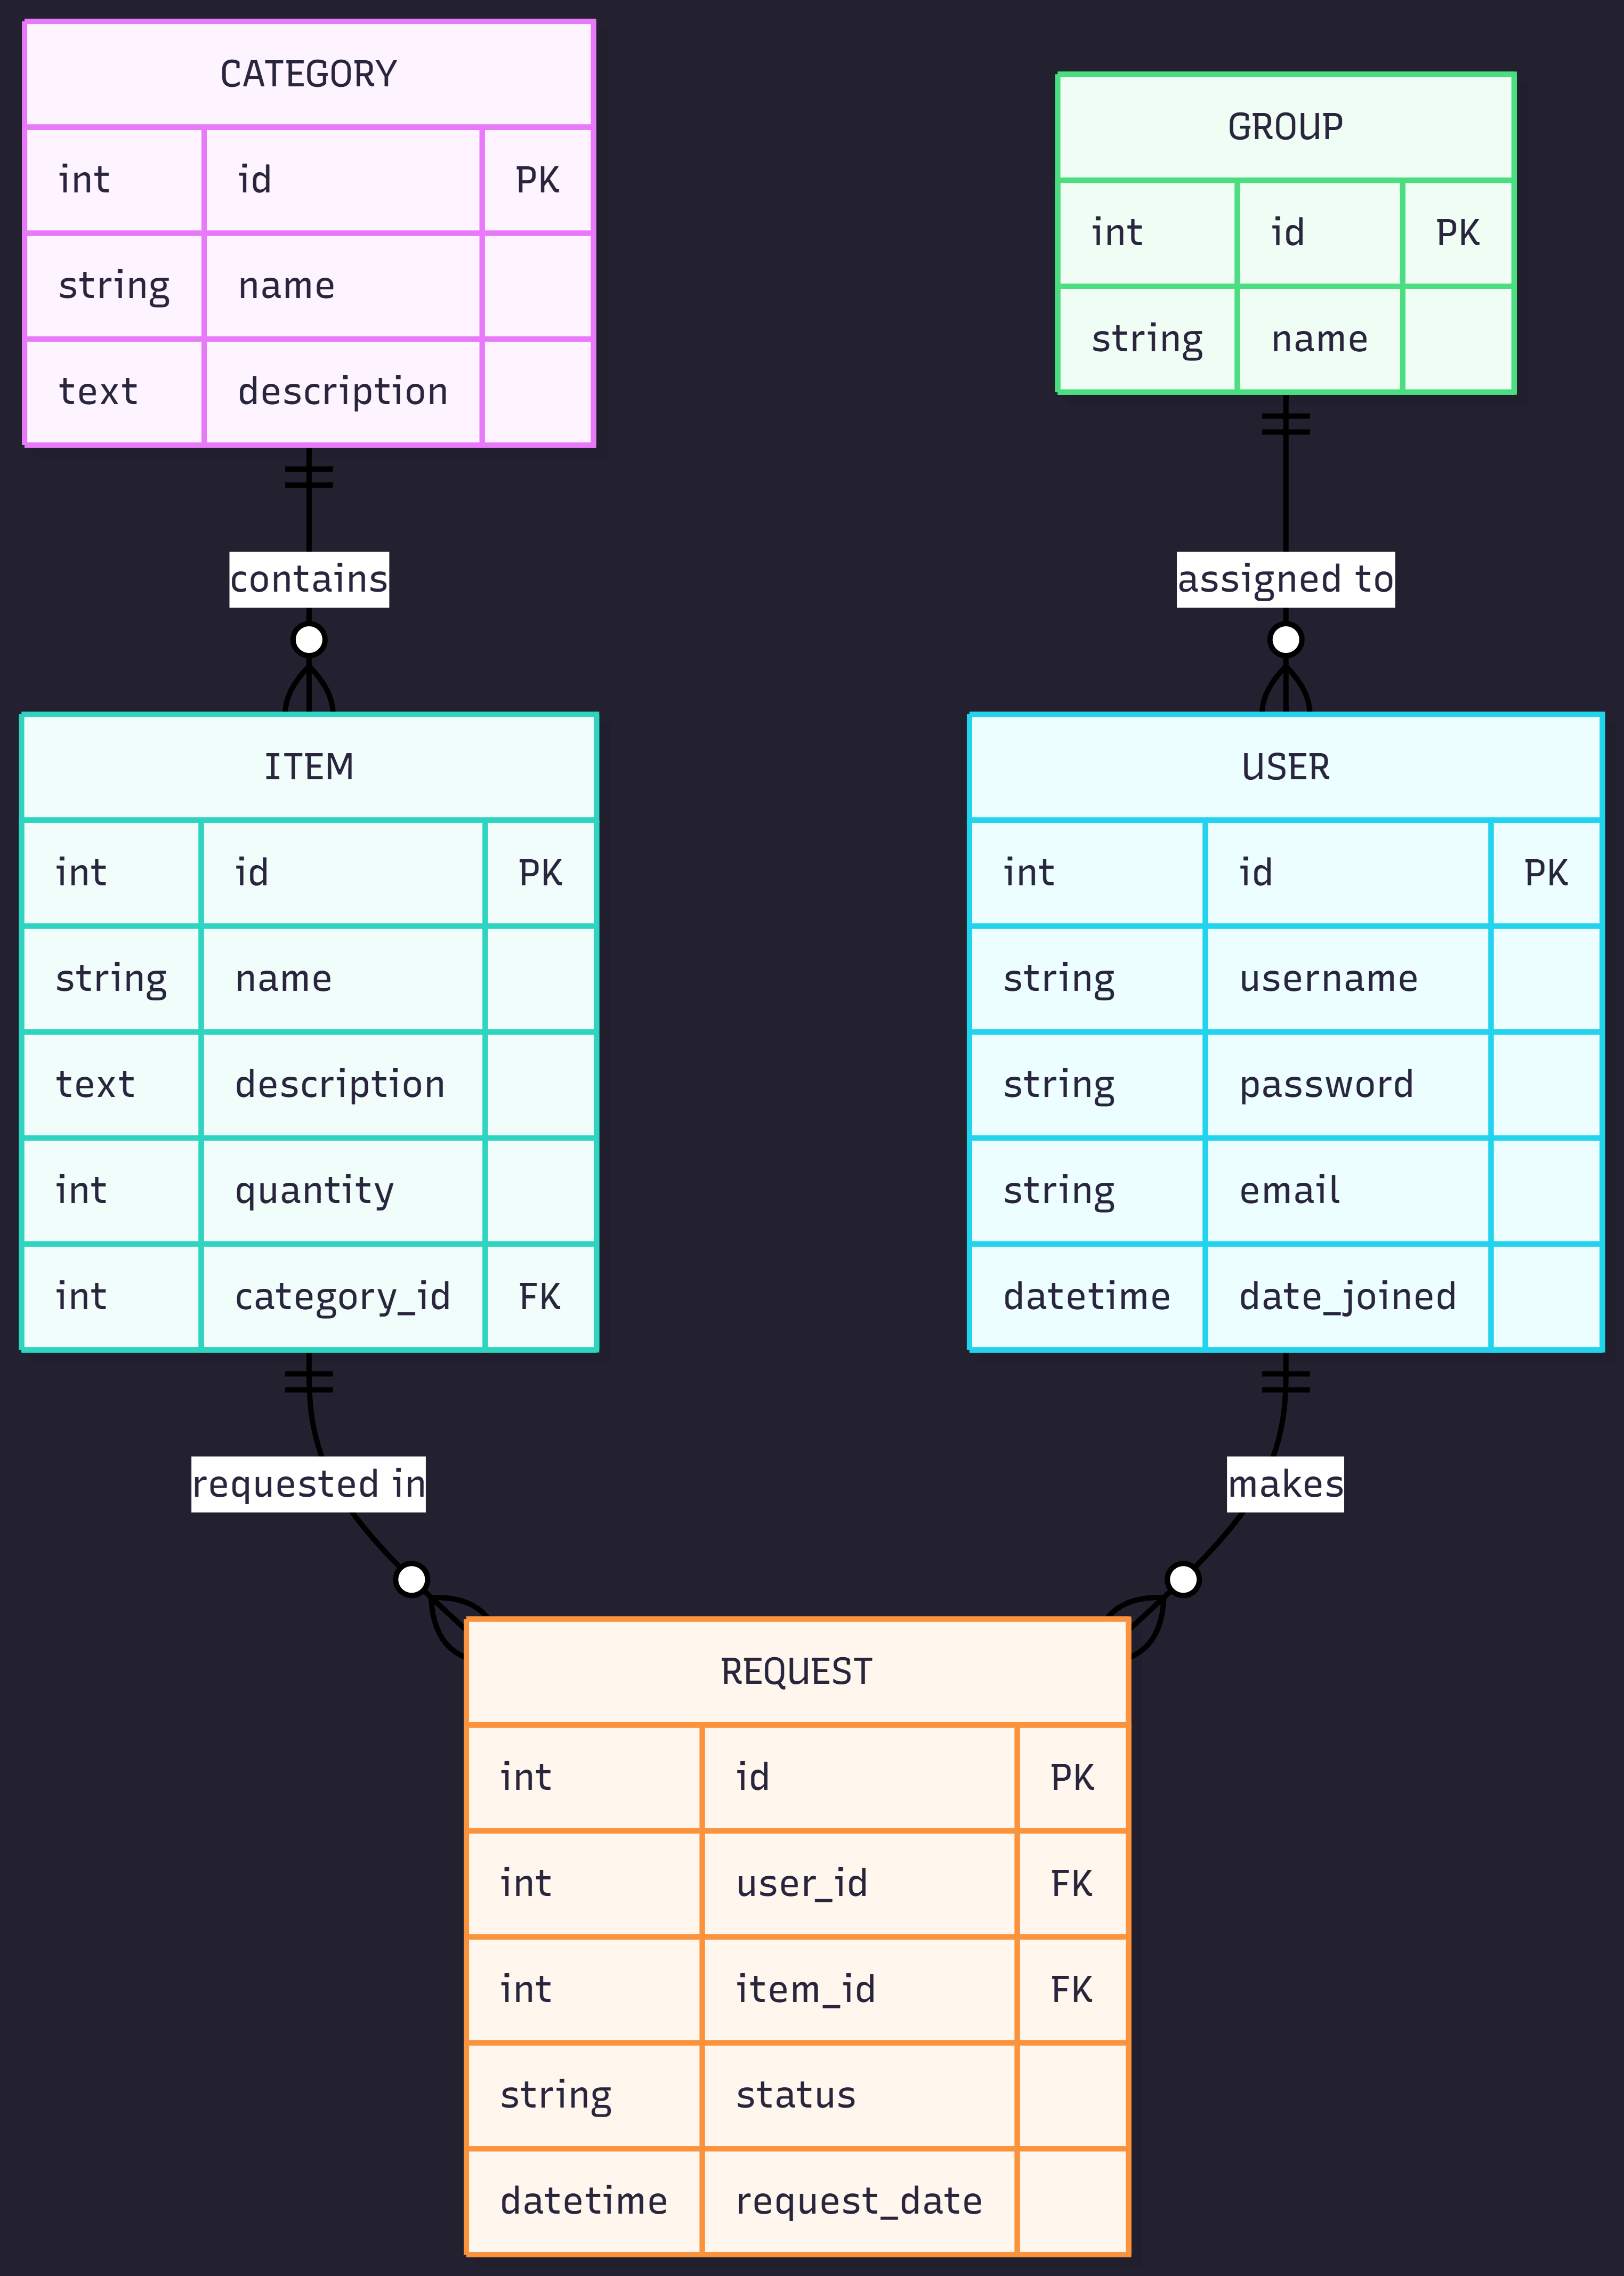 CATEGORY
int id PK
string name
text description
GROUP
int id PK
string name
contains
assigned to
ITEM
int id PK
string name
text description
int quantity
int category_id FK
USER
int id PK
string username
string password
string email
datetime date_joined
requested in
makes
REQUEST
int id PK
int user_id FK
int item_id FK
string status
datetime request_date